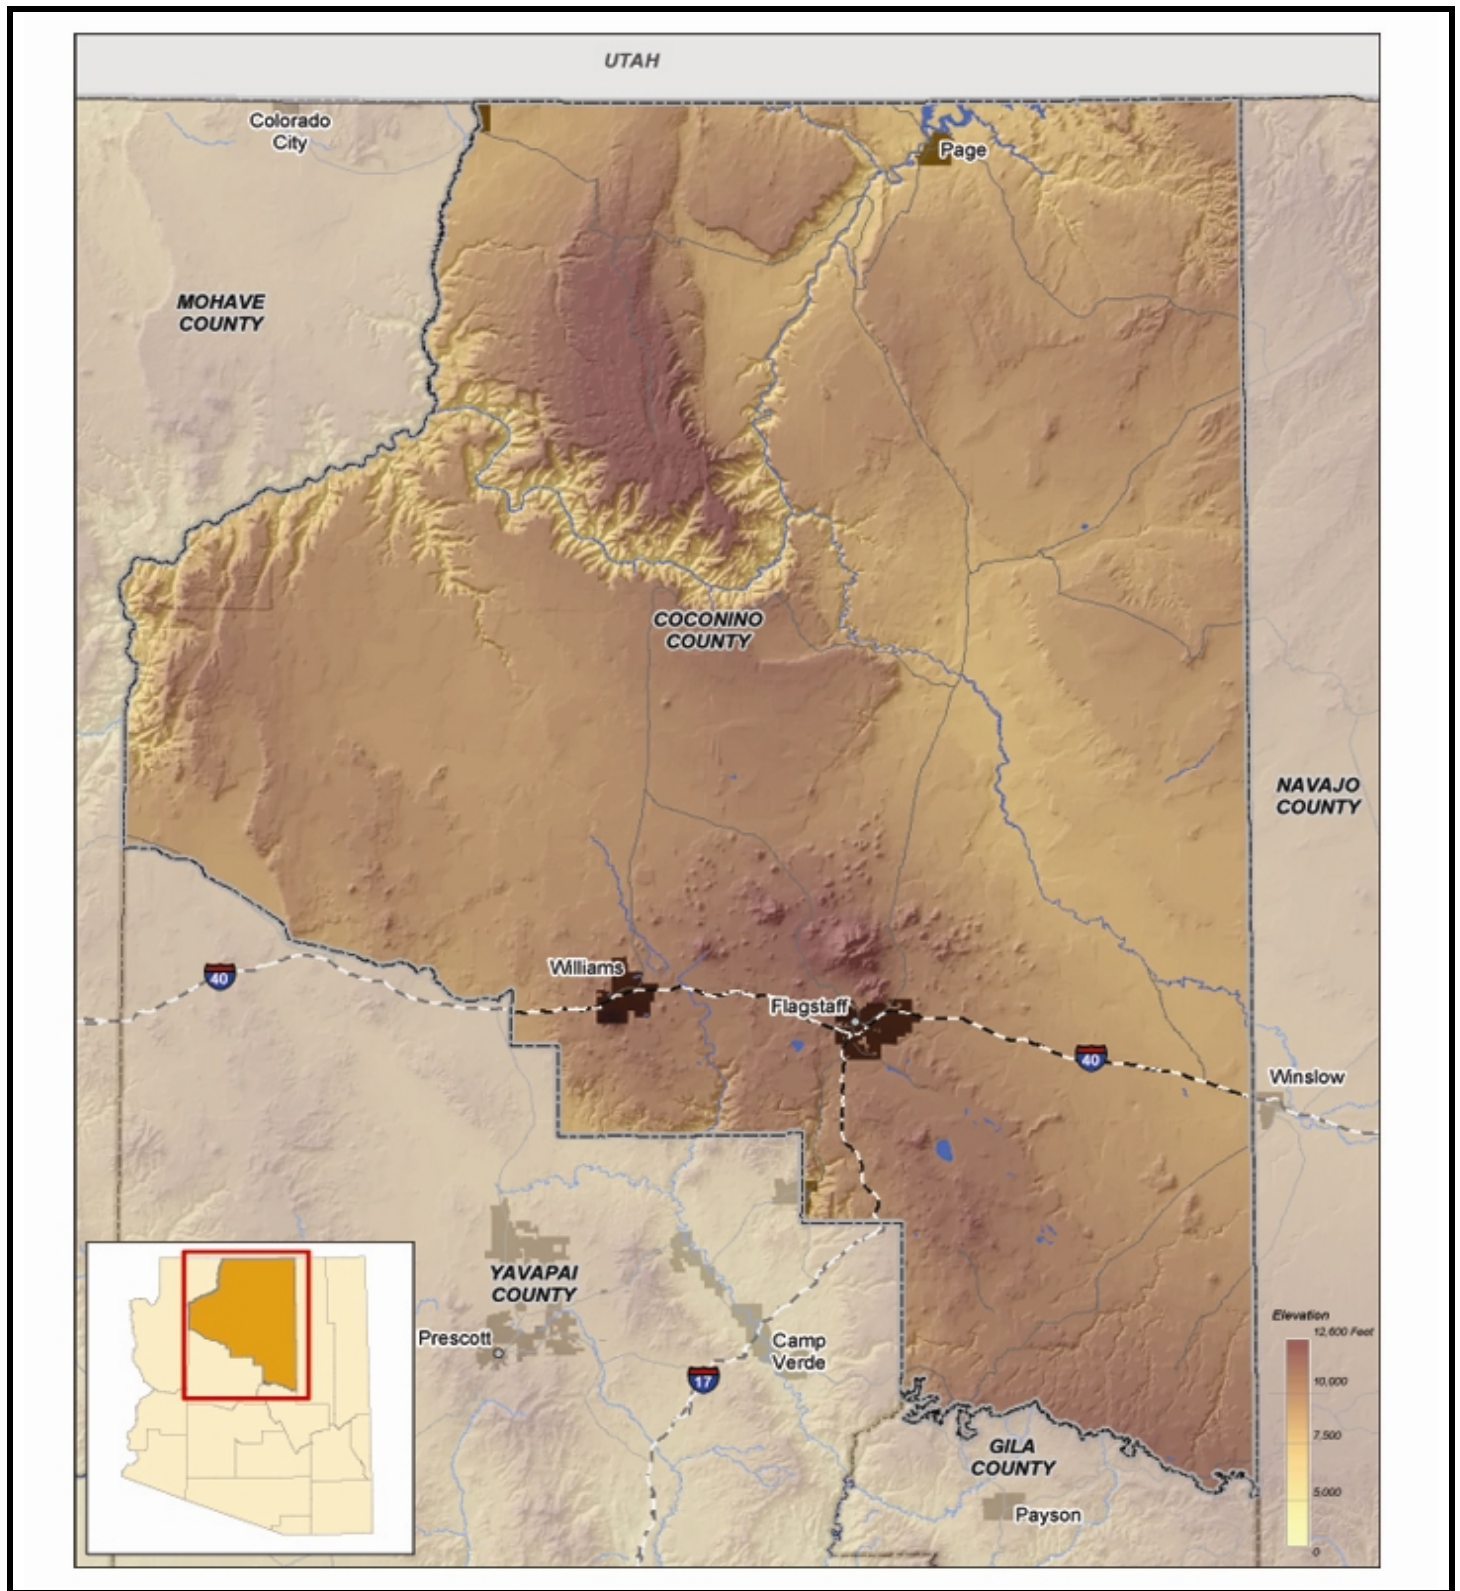 UTAH
Colorado
City
Page
MOHAVE
COUNTY
COCONINO
COUNTY
NAVAJO
COUNTY
Williams
40
Flagstaff
40
Winslow
YAVAPAI
COUNTY
Prescott
Camp
Verde
17
GILA
COUNTY
Payson
Elevation
12,600 Feet
10,000
7,500
5,000
0